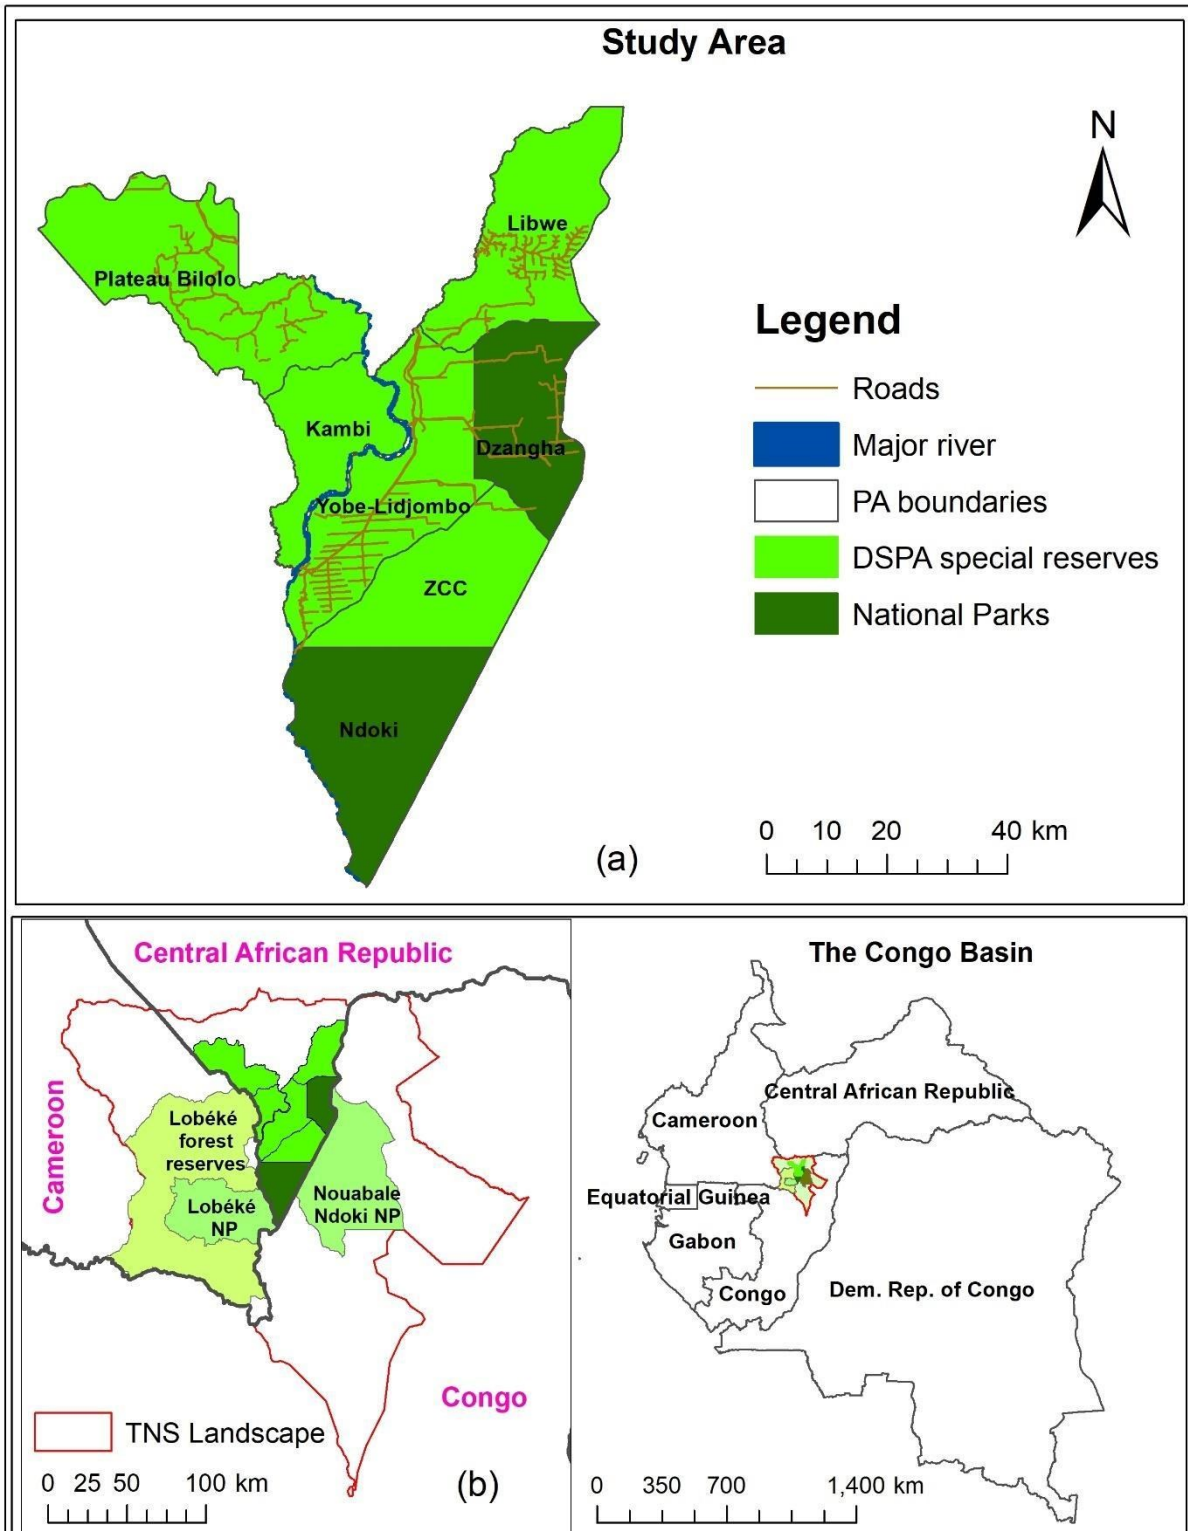 Study Area
N
Libwe
Plateau Bilolo
Kambi
Dzangha
Yobe-Lidjombo
ZCC
Ndoki
Legend
Roads
Major river
PA boundaries
DSPA special reserves
National Parks
0 10 20 40 km
(a)
Central African Republic
Cameroon
Lobéké
forest
reserves
Lobéké
NP
Nouabale
Ndoki NP
Congo
TNS Landscape
0 25 50 100 km
(b)
The Congo Basin
Central African Republic
Cameroon
Equatorial Guinea
Gabon
Congo
Dem. Rep. of Congo
0 350 700 1,400 km